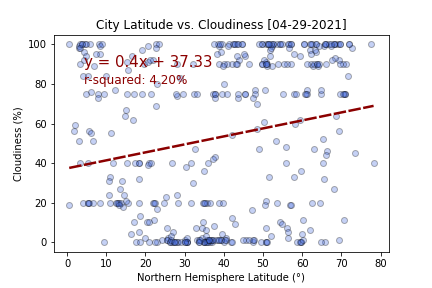 City Latitude vs. Cloudiness [04-29-2021]
100
80
60
40
20
0
Cloudiness (%)
y = 0.4x + 37.33
r-squared: 4.20%
0 10 20 30 40 50 60 70 80
Northern Hemisphere Latitude (°)